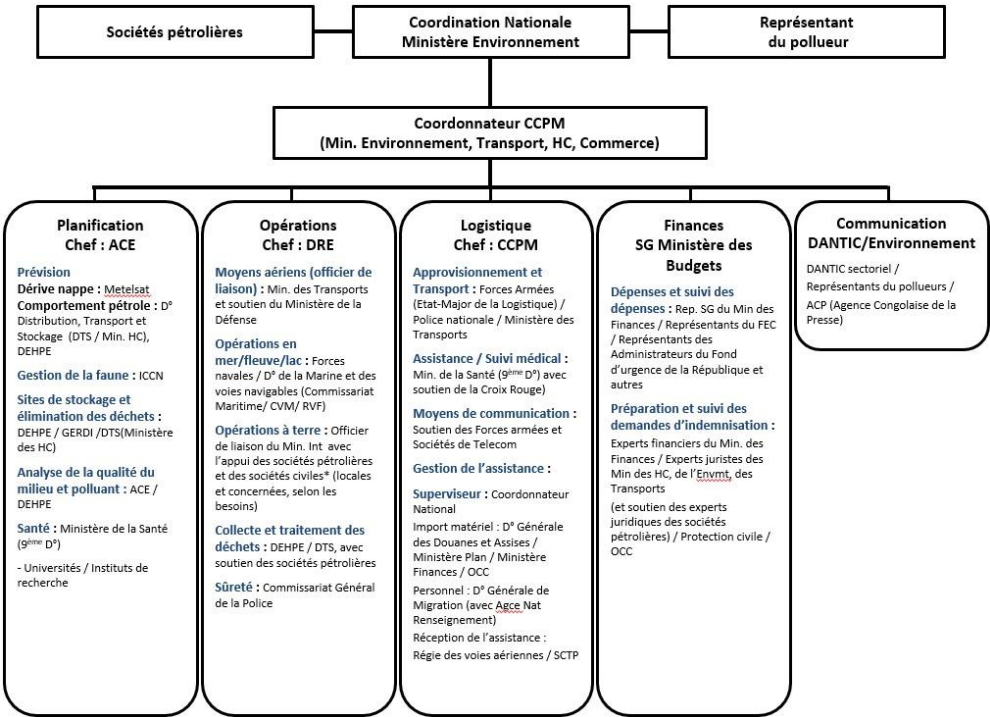 Sociétés pétrolières
Coordination Nationale
Ministère Environnement
Représentant
du pollueur
Coordonnateur CCPM
(Min. Environnement, Transport, HC, Commerce)
Planification
Chef : ACE
Prévision
Dérive nappe : Metelsat
Comportement pétrole : D°
Distribution, Transport et
Stockage (DTS / Min. HC),
DEHPE
Gestion de la faune : ICCN
Sites de stockage et
élimination des déchets :
DEHPE / GERDI /DTS(Ministère
des HC)
Analyse de la qualité du
milieu et polluant : ACE /
DEHPE
Santé : Ministère de la Santé
(9ème D°)
- Universités / Instituts de
recherche
Opérations
Chef : DRE
Moyens aériens (officier de
liaison) : Min. des Transports
et soutien du Ministère de la
Défense
Opérations en
mer/fleuve/lac : Forces
navales / D° de la Marine et des
voies navigables (Commissariat
Maritime/ CVM/ RVF)
Opérations à terre : Officier
de liaison du Min. Int avec
l'appui des sociétés pétrolières
et des sociétés civiles* (locales
et concernées, selon les
besoins)
Collecte et traitement des
déchets : DEHPE / DTS, avec
soutien des sociétés pétrolières
Sûreté : Commissariat Général
de la Police
Logistique
Chef : CCPM
Approvisionnement et
Transport : Forces Armées
(Etat-Major de la Logistique) /
Police nationale / Ministère des
Transports
Assistance / Suivi médical :
Min. de la Santé (9ème D°) avec
soutien de la Croix Rouge)
Moyens de communication :
Soutien des Forces armées et
Sociétés de Telecom
Gestion de l'assistance :
Superviseur : Coordonnateur
National
Import matériel : D° Générale
des Douanes et Assises /
Ministère Plan / Ministère
Finances / OCC
Personnel : D° Générale de
Migration (avec Agce Nat
Renseignement)
Réception de l'assistance :
Régie des voies aériennes / SCTP
Finances
SG Ministère des
Budgets
Dépenses et suivi des
dépenses : Rep. SG du Min des
Finances / Représentants du FEC
/ Représentants des
Administrateurs du Fond
d'urgence de la République et
autres
Préparation et suivi des
demandes d'indemnisation :
Experts financiers du Min. des
Finances / Experts juristes des
Min des HC, de l'Envmt, des
Transports
(et soutien des experts
juridiques des sociétés
pétrolières) / Protection civile /
OCC
Communication
DANTIC/Environnement
DANTIC sectoriel /
Représentants du pollueurs /
ACP (Agence Congolaise de la
Presse)